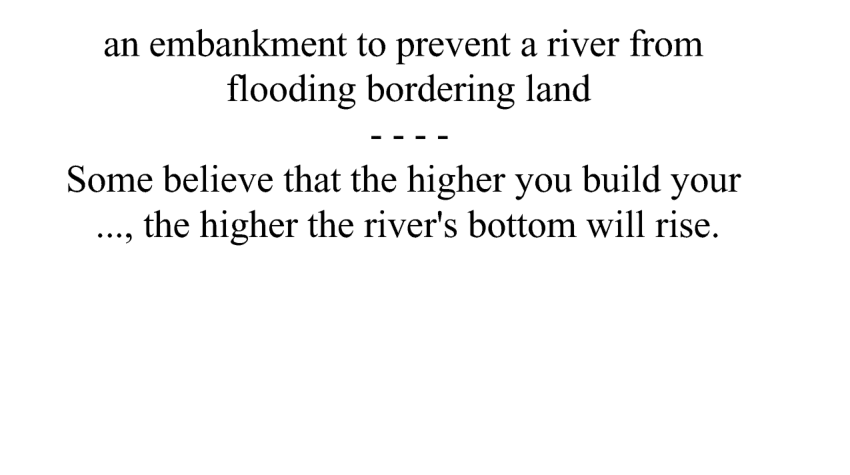 an embankment to prevent a river from
flooding bordering land
- - - -
Some believe that the higher you build your
..., the higher the river's bottom will rise.